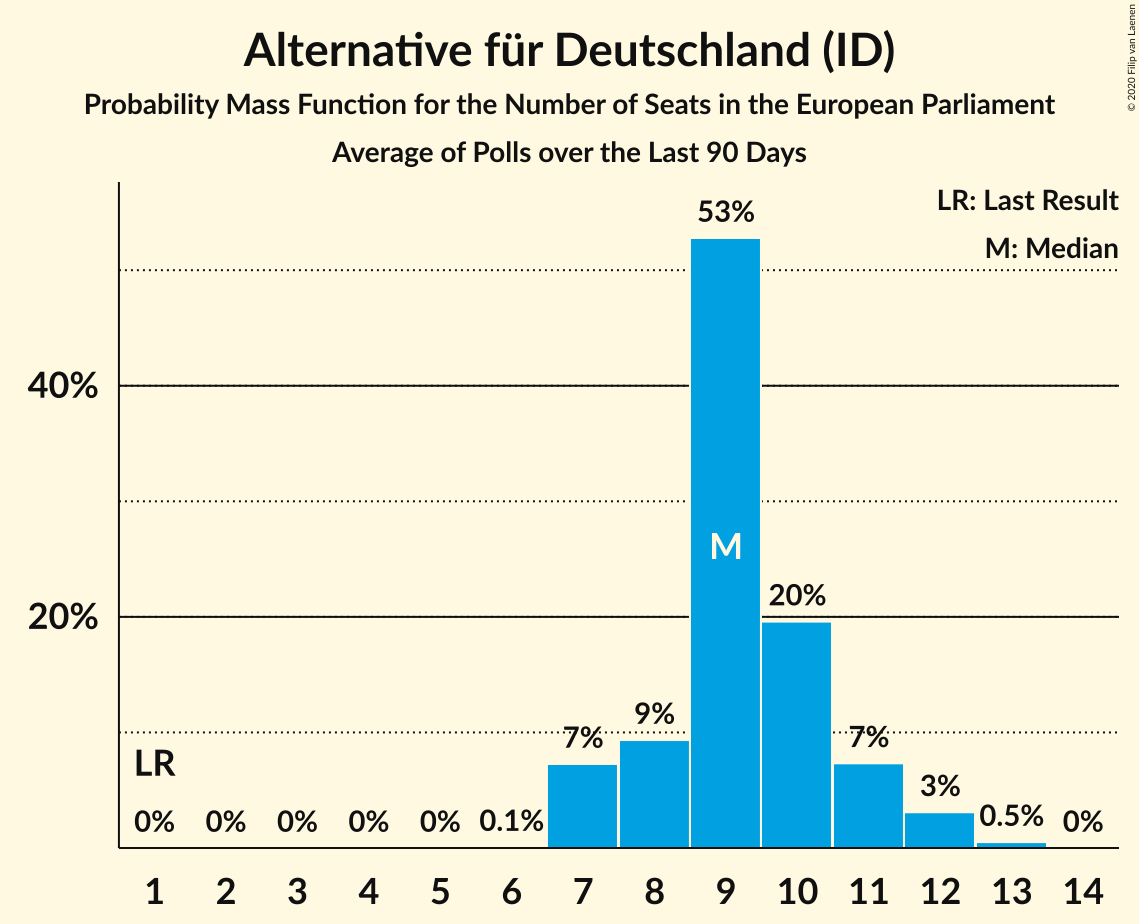 Alternative für Deutschland (ID)
Probability Mass Function for the Number of Seats in the European Parliament
Average of Polls over the Last 90 Days
© 2020 Filip van Laenen
LR: Last Result
M: Median
53%
40%
M
20%
20%
9%
7%
7%
LR
3%
0% 0% 0% 0% 0% 0.1% 0.5% 0%
1 2 3 4 5 6 7 8 9 10 11 12 13 14